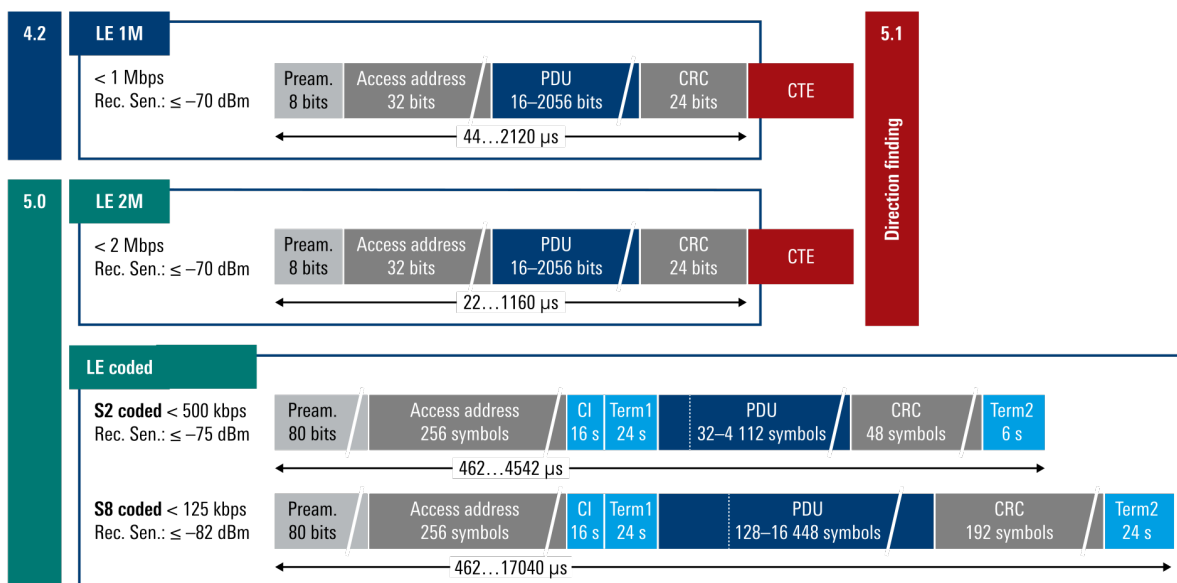 4.2
LE 1M
< 1 Mbps
Rec. Sen.: ≤ –70 dBm
Pream.
8 bits
Access address
32 bits
PDU
16–2056 bits
CRC
24 bits
CTE
44…2120 µs
5.1
Direction finding
5.0
LE 2M
< 2 Mbps
Rec. Sen.: ≤ –70 dBm
Pream.
8 bits
Access address
32 bits
PDU
16–2056 bits
CRC
24 bits
CTE
22…1160 µs
LE coded
S2 coded < 500 kbps
Rec. Sen.: ≤ –75 dBm
Pream.
80 bits
Access address
256 symbols
CI
16 s
Term1
24 s
PDU
32–4 112 symbols
CRC
48 symbols
Term2
6 s
462…4542 µs
S8 coded < 125 kbps
Rec. Sen.: ≤ –82 dBm
Pream.
80 bits
Access address
256 symbols
CI
16 s
Term1
24 s
PDU
128–16 448 symbols
CRC
192 symbols
Term2
24 s
462…17040 µs